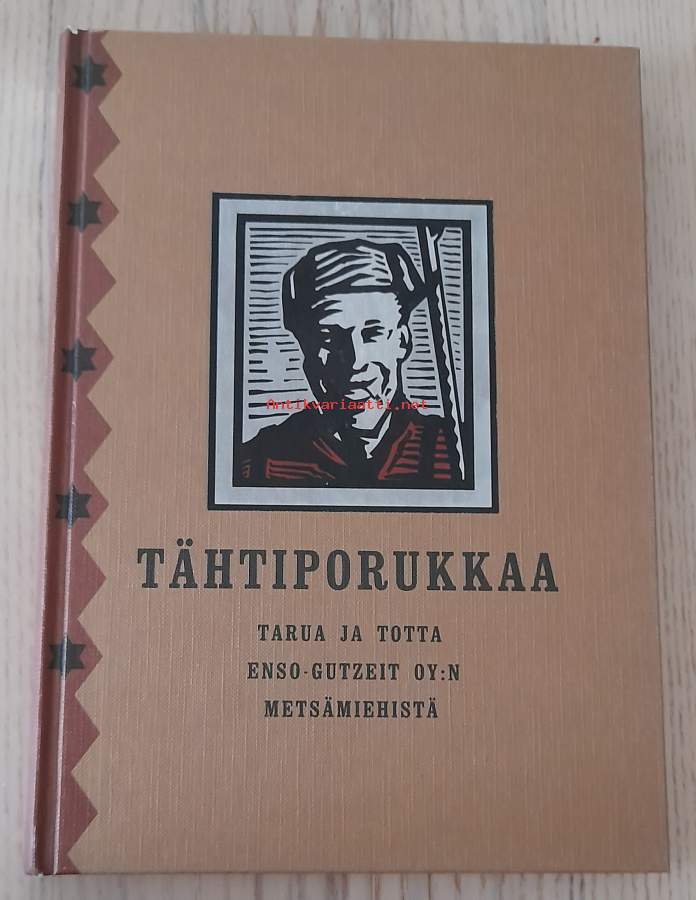 Antikvariaatti.net
TÄHTIPORUKKAA
TARUA JA TOTTA
ENSO-GUTZEIT OY:N
METSÄMIEHISTÄ